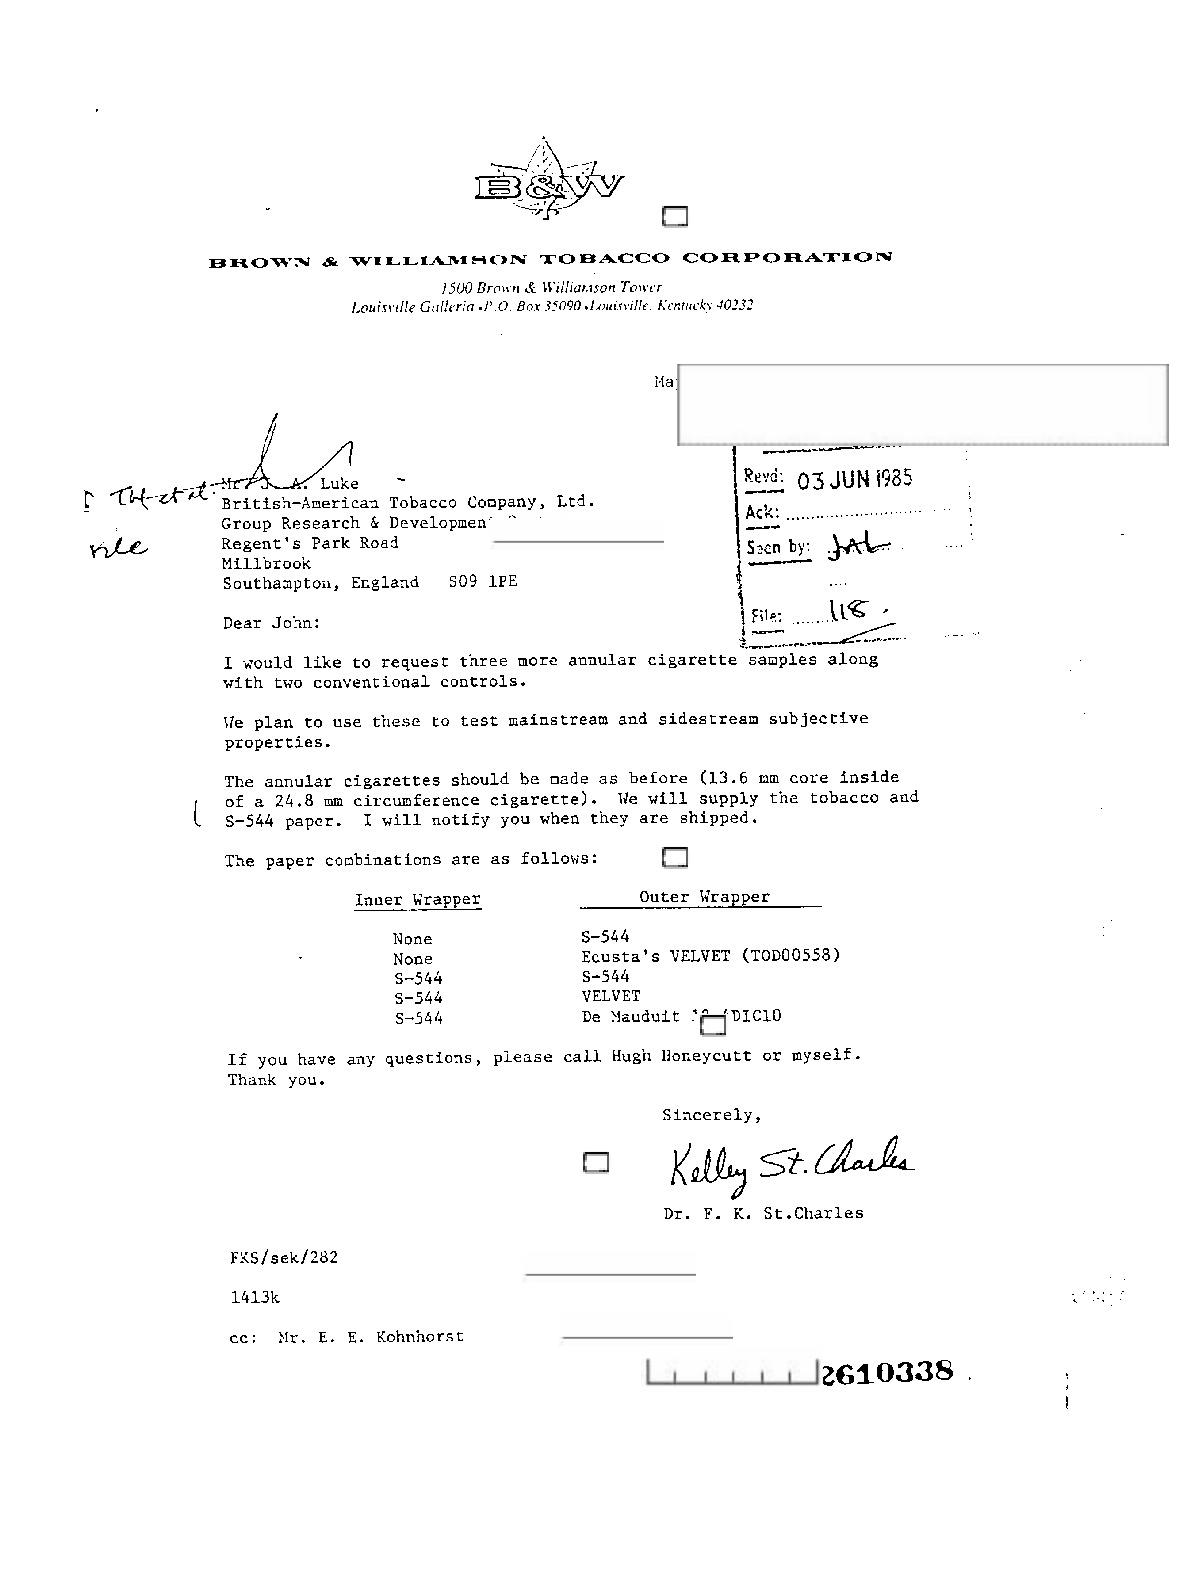 B&W
BROWN & WILLIAMSON TOBACCO CORPORATION
1500 Brown & Williamson Tower
Louisville Galleria • P.O. Box 35090 • Louisville, Kentucky 40232
Recvd: 03 JUN 1985
Ack:
Seen by: JAL
File: 118.
Mr. J. A. Luke
British-American Tobacco Company, Ltd.
Group Research & Developmen
Regent's Park Road
Millbrook
Southampton, England SO9 1PE
Dear John:
I would like to request three more annular cigarette samples along
with two conventional controls.
We plan to use these to test mainstream and sidestream subjective
properties.
The annular cigarettes should be made as before (13.6 mm core inside
of a 24.8 mm circumference cigarette). We will supply the tobacco and
S-544 paper. I will notify you when they are shipped.
The paper combinations are as follows:
Inner Wrapper Outer Wrapper
None S-544
None Ecusta's VELVET (TOD00558)
S-544 S-544
S-544 VELVET
S-544 De Mauduit DIC10
If you have any questions, please call Hugh Honeycutt or myself.
Thank you.
Sincerely,
Kelley St. Charles
Dr. F. K. St.Charles
FKS/sek/282
1413k
cc: Mr. E. E. Kohnhorst
2610338